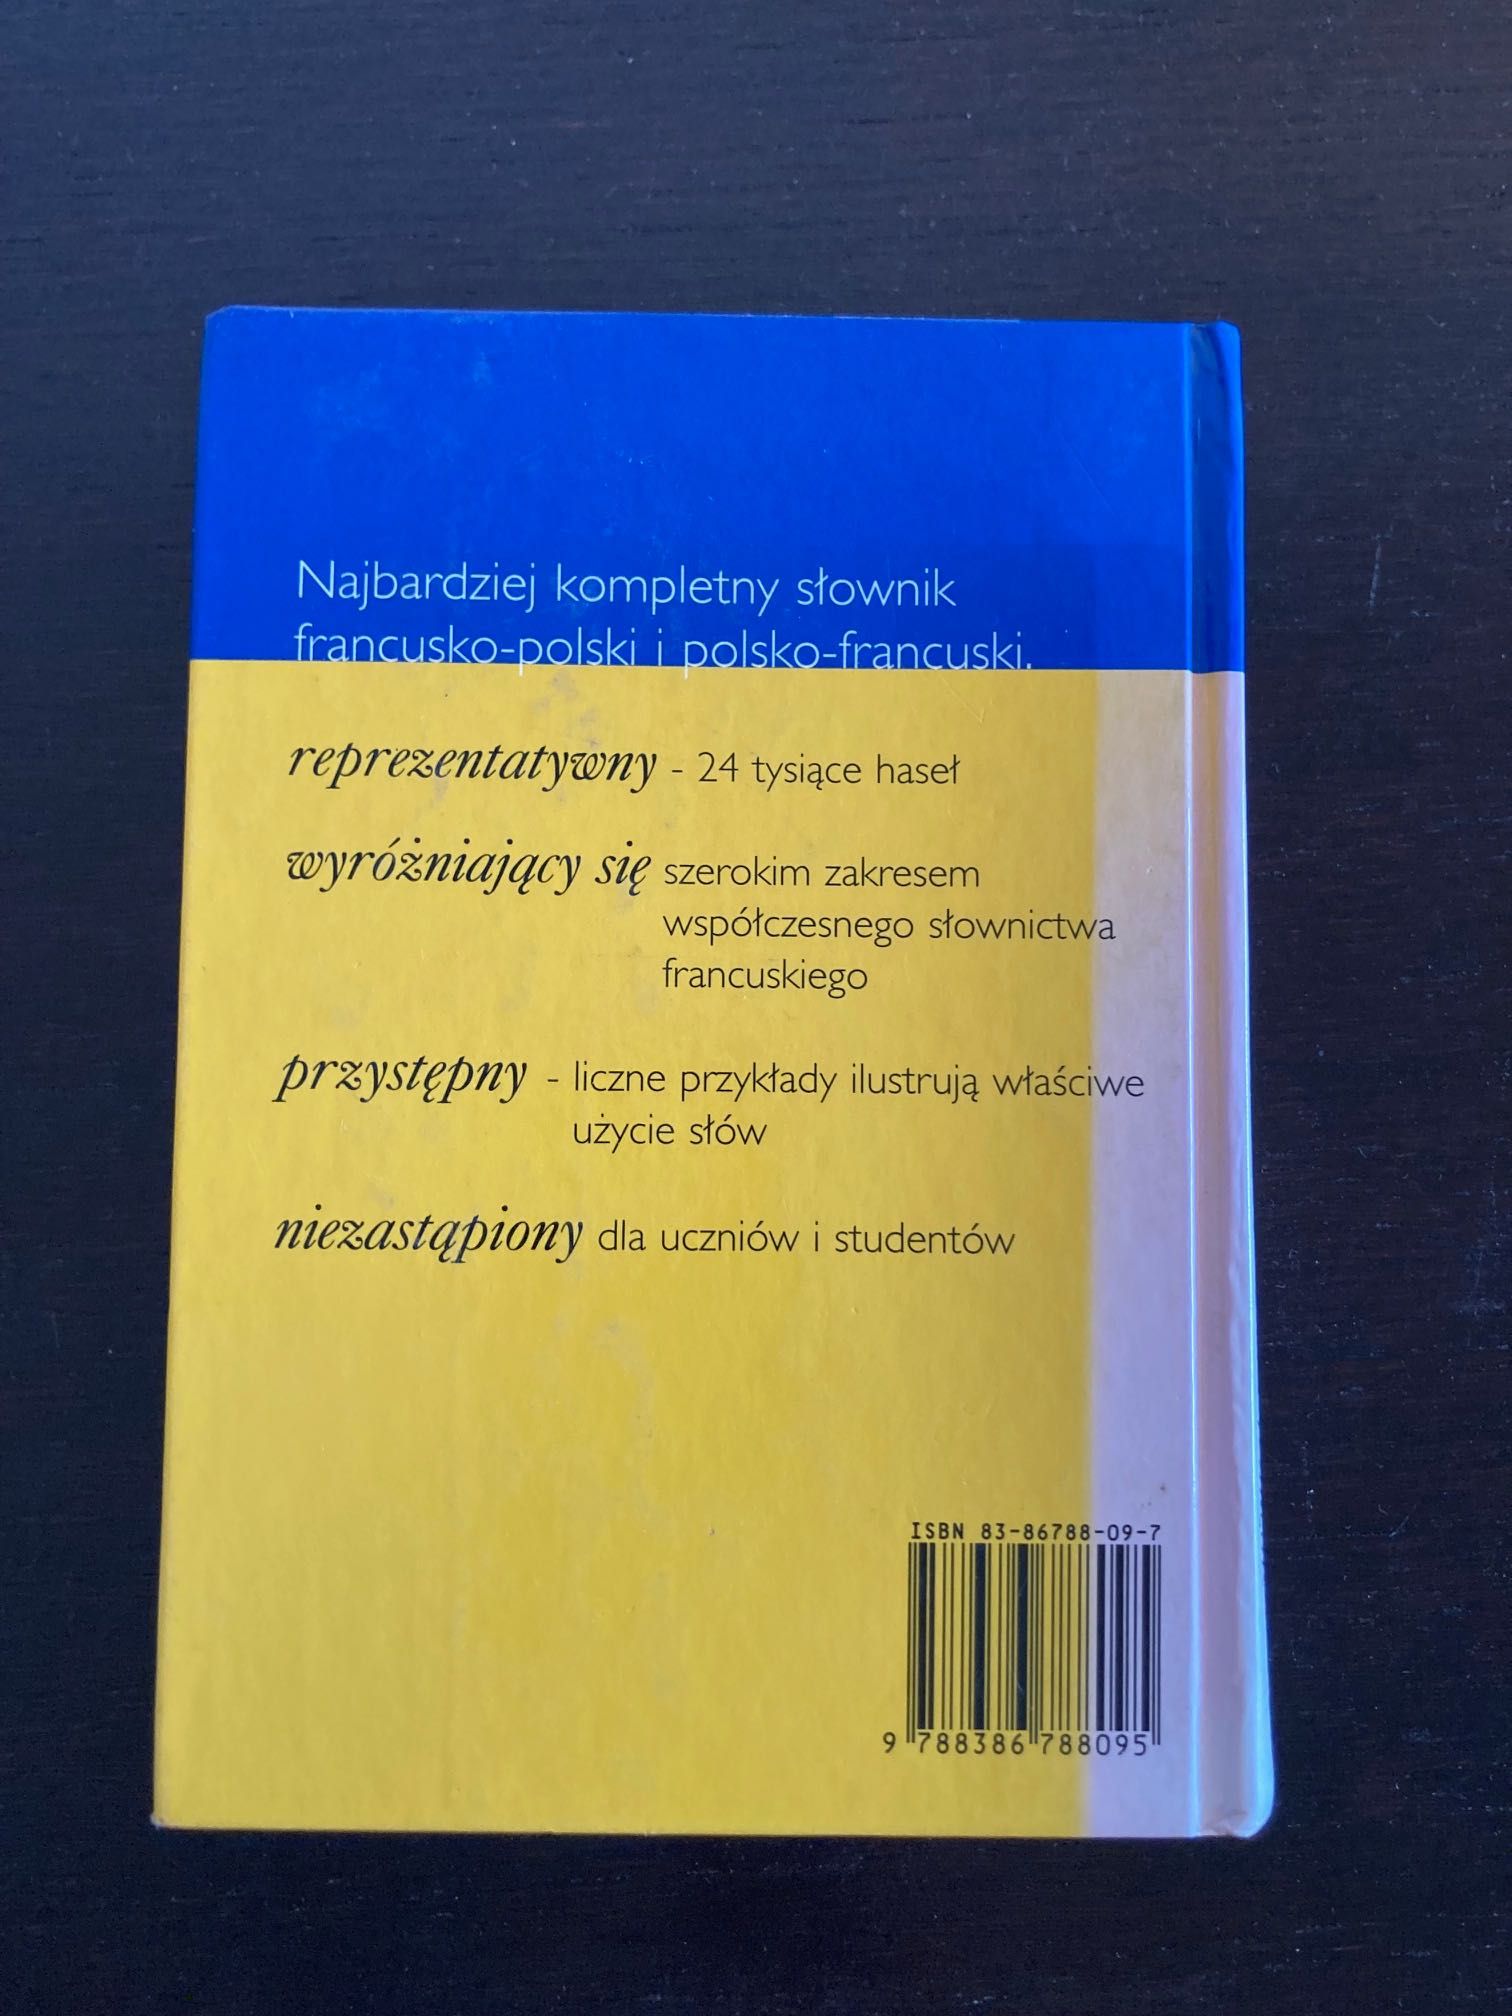 Najbardziej kompletny słownik
francusko-polski i polsko-francuski.
reprezentatywny - 24 tysiące haseł
wyróżniający się szerokim zakresem
współczesnego słownictwa
francuskiego
przystępny - liczne przykłady ilustrują właściwe
użycie słów
niezastąpiony dla uczniów i studentów
ISBN 83-86788-09-7
9 788386 788095